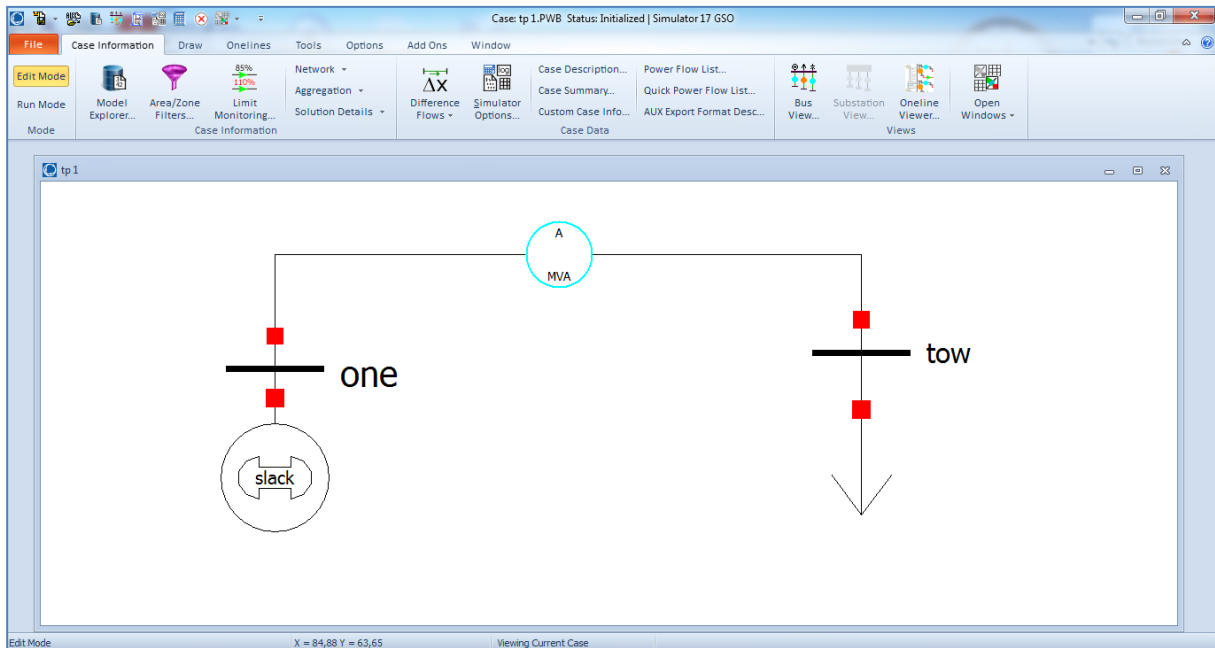 Case: tp 1.PWB Status: Initialized | Simulator 17 GSO
File Case Information Draw Onelines Tools Options Add Ons Window
Edit Mode
Run Mode
Mode
Model Explorer...
Area/Zone Filters...
85%
110%
Limit Monitoring...
Network
Aggregation
Solution Details
Case Information
ΔX
Difference Flows
log
Simulator Options...
Case Description...
Case Summary...
Custom Case Info...
Power Flow List...
Quick Power Flow List...
AUX Export Format Desc...
Case Data
Bus View...
Substation View...
Oneline Viewer...
Open Windows
Views
tp 1
A
MVA
one
tow
slack
Edit Mode X = 84,88 Y = 63,65 Viewing Current Case